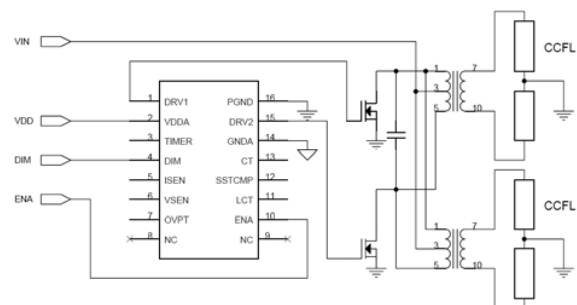 VIN
VDD
DIM
ENA
1 DRV1 PGND 16
2 VDDA DRV2 15
3 TIMER GNDA 14
4 DIM CT 13
5 ISEN SSTCMP 12
6 VSEN LCT 11
7 OVPT ENA 10
8 NC NC 9
1 7
3
5 10
CCFL
1 7
3
5 10
CCFL